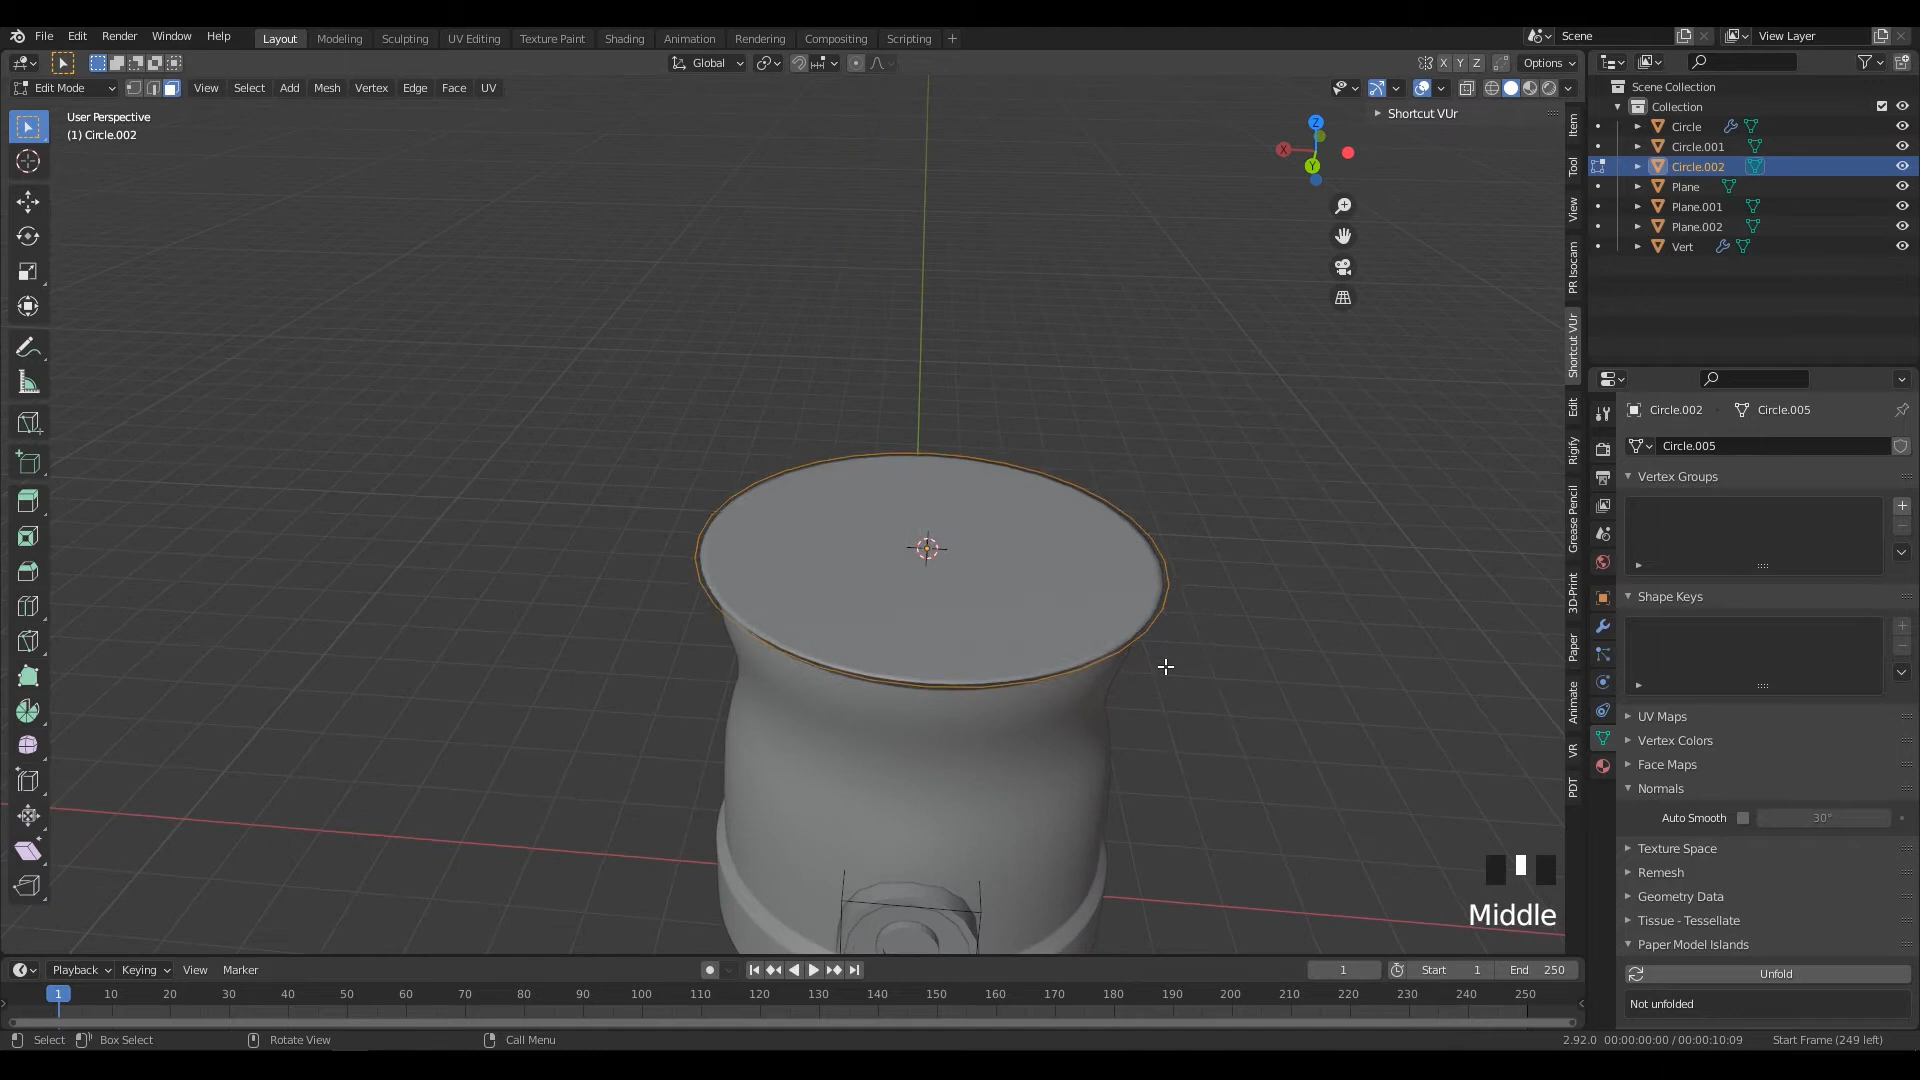 File Edit Render Window Help
Layout Modeling Sculpting UV Editing Texture Paint Shading Animation Rendering Compositing Scripting +
Scene
View Layer
Global
X Y Z
Options
Edit Mode
View Select Add Mesh Vertex Edge Face UV
User Perspective
(1) Circle.002
Shortcut VUr
Z
X
Y
Item
Tool
View
PR Isocam
Shortcut VUr
Edit
Rigify
Grease Pencil
3D-Print
Paper
Animate
VR
PDT
Middle
Scene Collection
Collection
Circle
Circle.001
Circle.002
Plane
Plane.001
Plane.002
Vert
Circle.002
Circle.005
Circle.005
Vertex Groups
Shape Keys
UV Maps
Vertex Colors
Face Maps
Normals
Auto Smooth
30°
Texture Space
Remesh
Geometry Data
Tissue - Tessellate
Paper Model Islands
Unfold
Not unfolded
Playback Keying View Marker
1
Start 1
End 250
1 10 20 30 40 50 60 70 80 90 100 110 120 130 140 150 160 170 180 190 200 210 220 230 240 250
Select
Box Select
Rotate View
Call Menu
2.92.0 00:00:00:00 / 00:00:10:09
Start Frame (249 left)